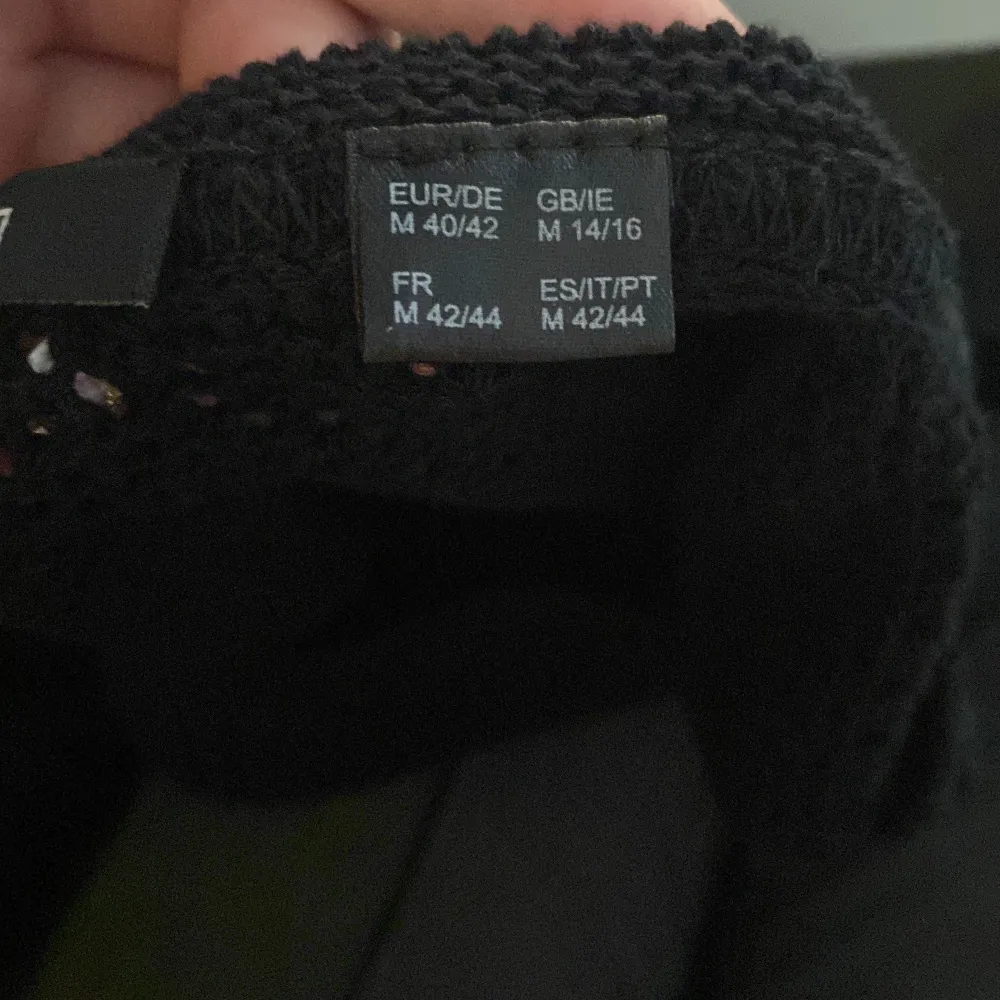 EUR/DE
M 40/42
GB/IE
M 14/16
FR
M 42/44
ES/IT/PT
M 42/44